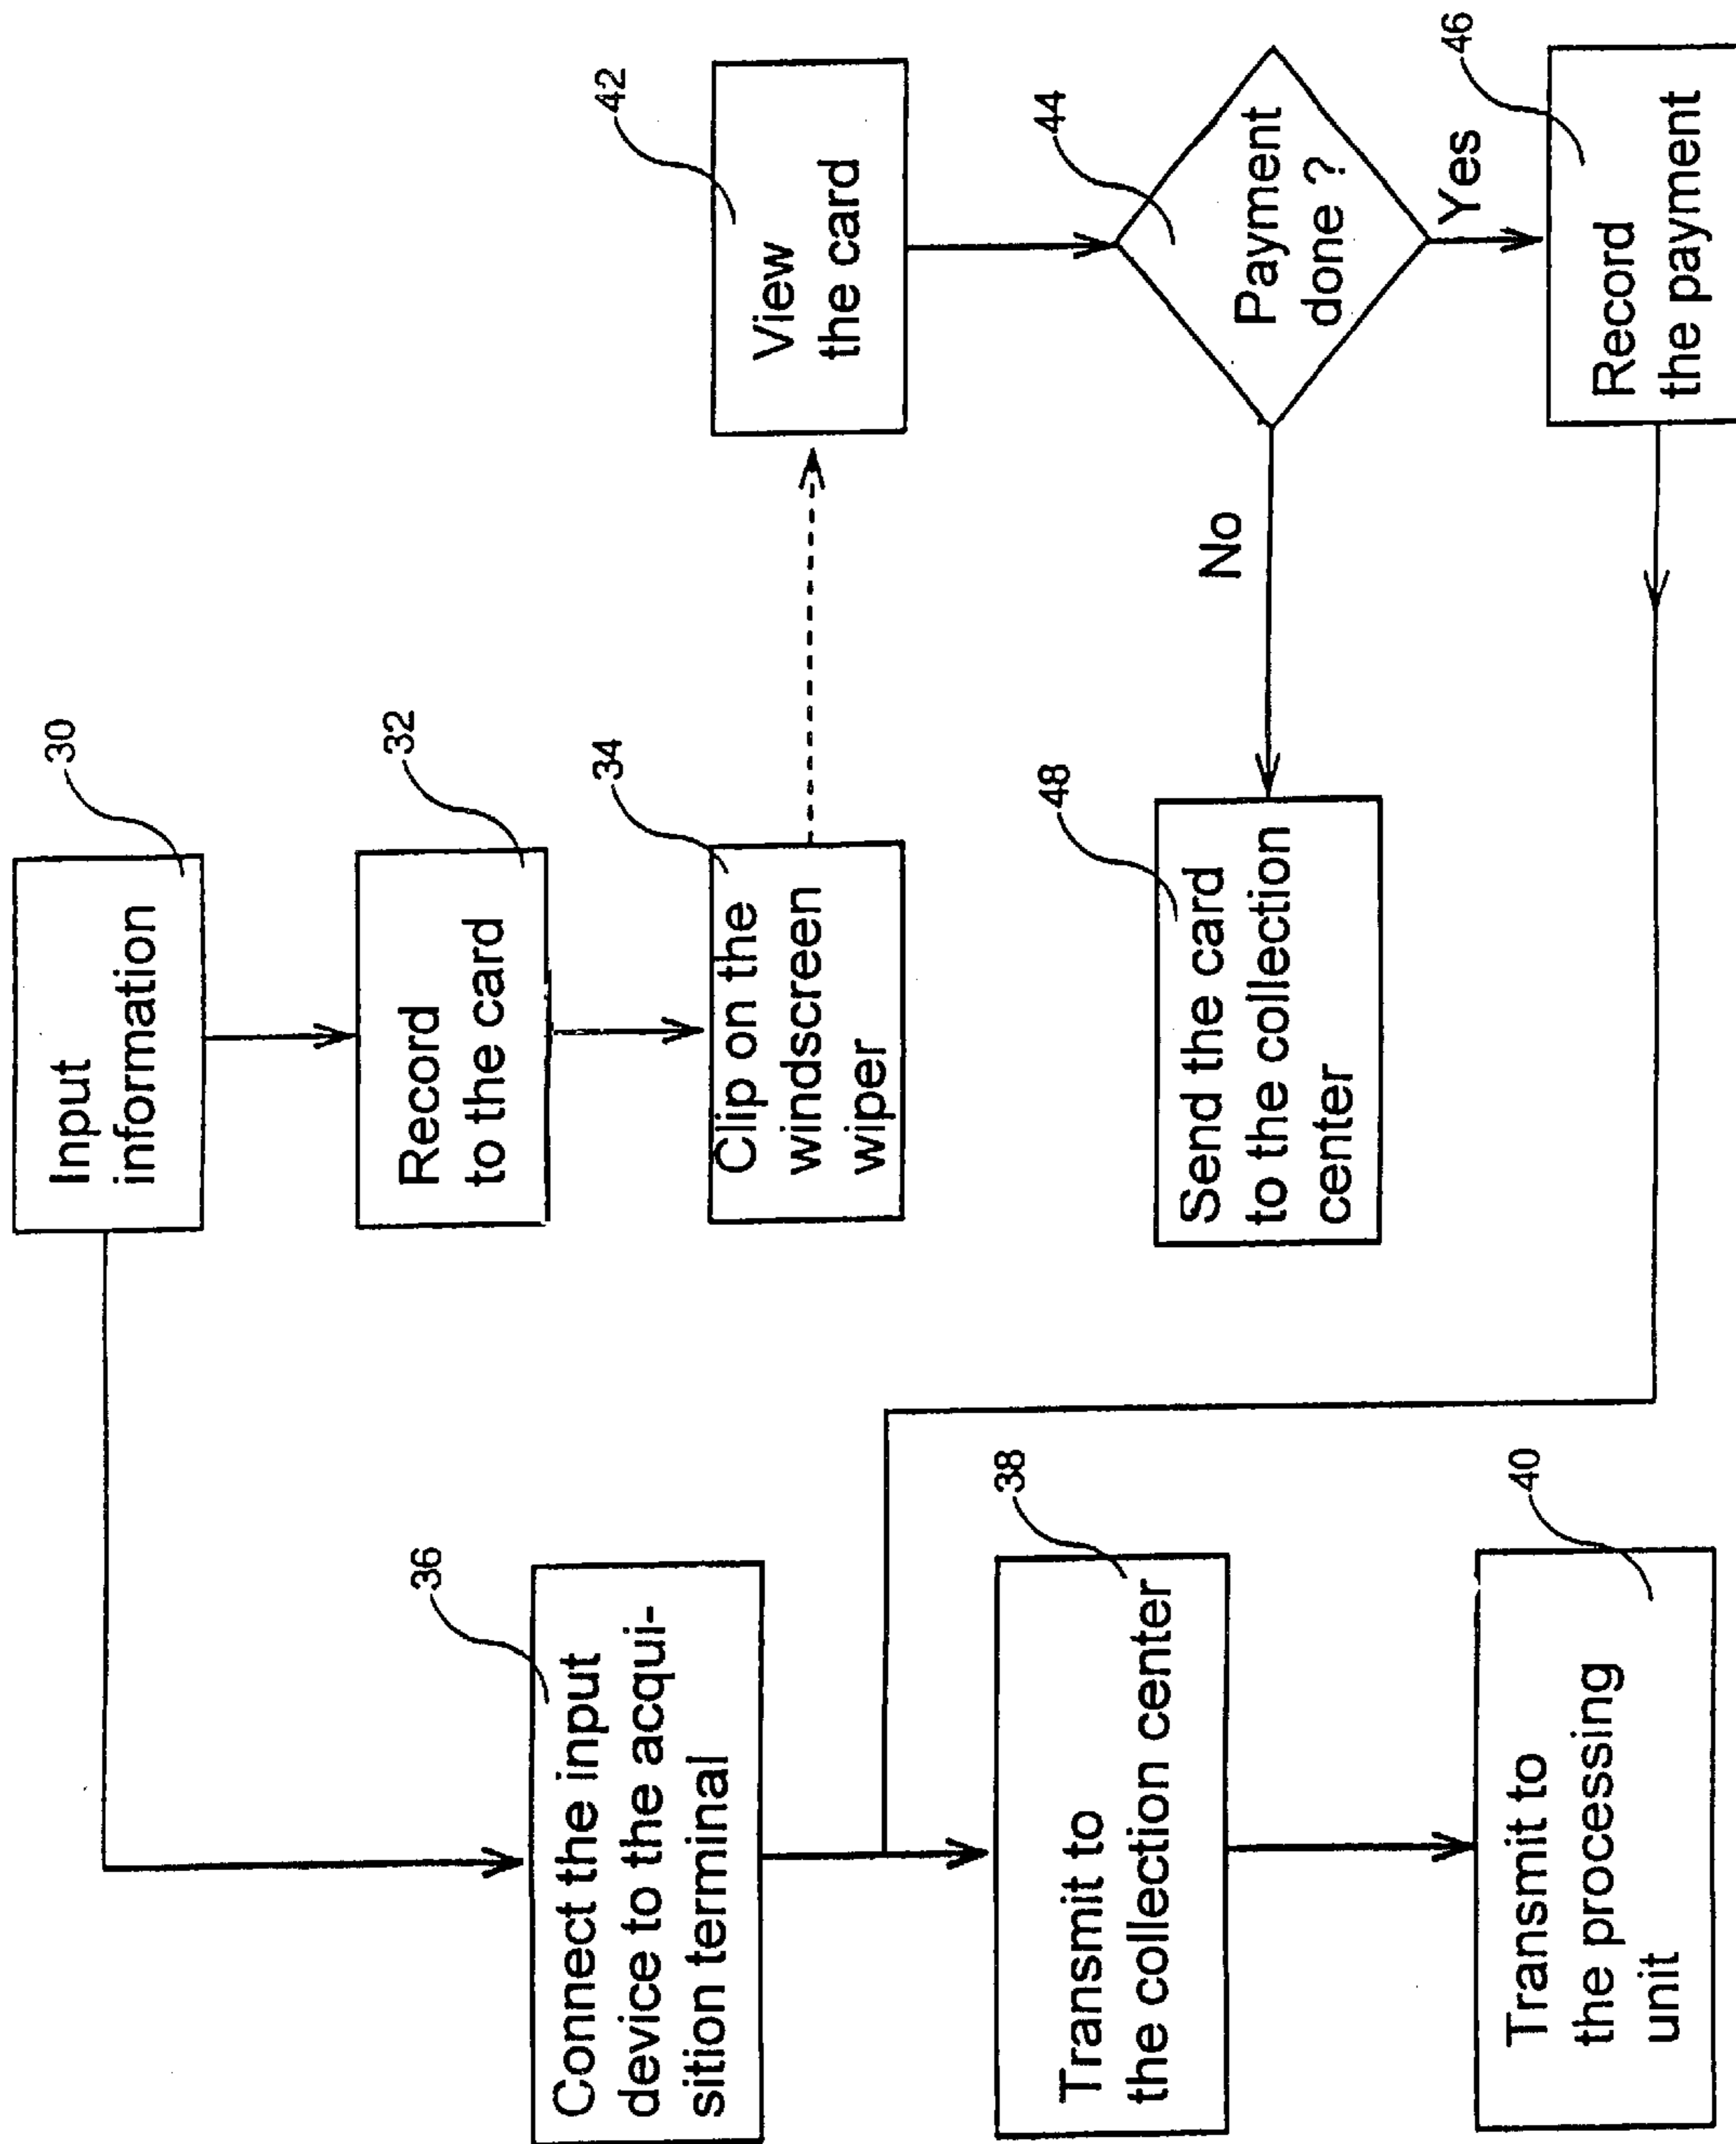 30
Input
information
32
Record
to the card
34
Clip on the
windscreen
wiper
36
Connect the input
device to the acqui-
sition terminal
38
Transmit to
the collection center
40
Transmit to
the processing
unit
42
View
the card
44
Payment
done ?
No
Yes
46
Record
the payment
48
Send the card
to the collection
center